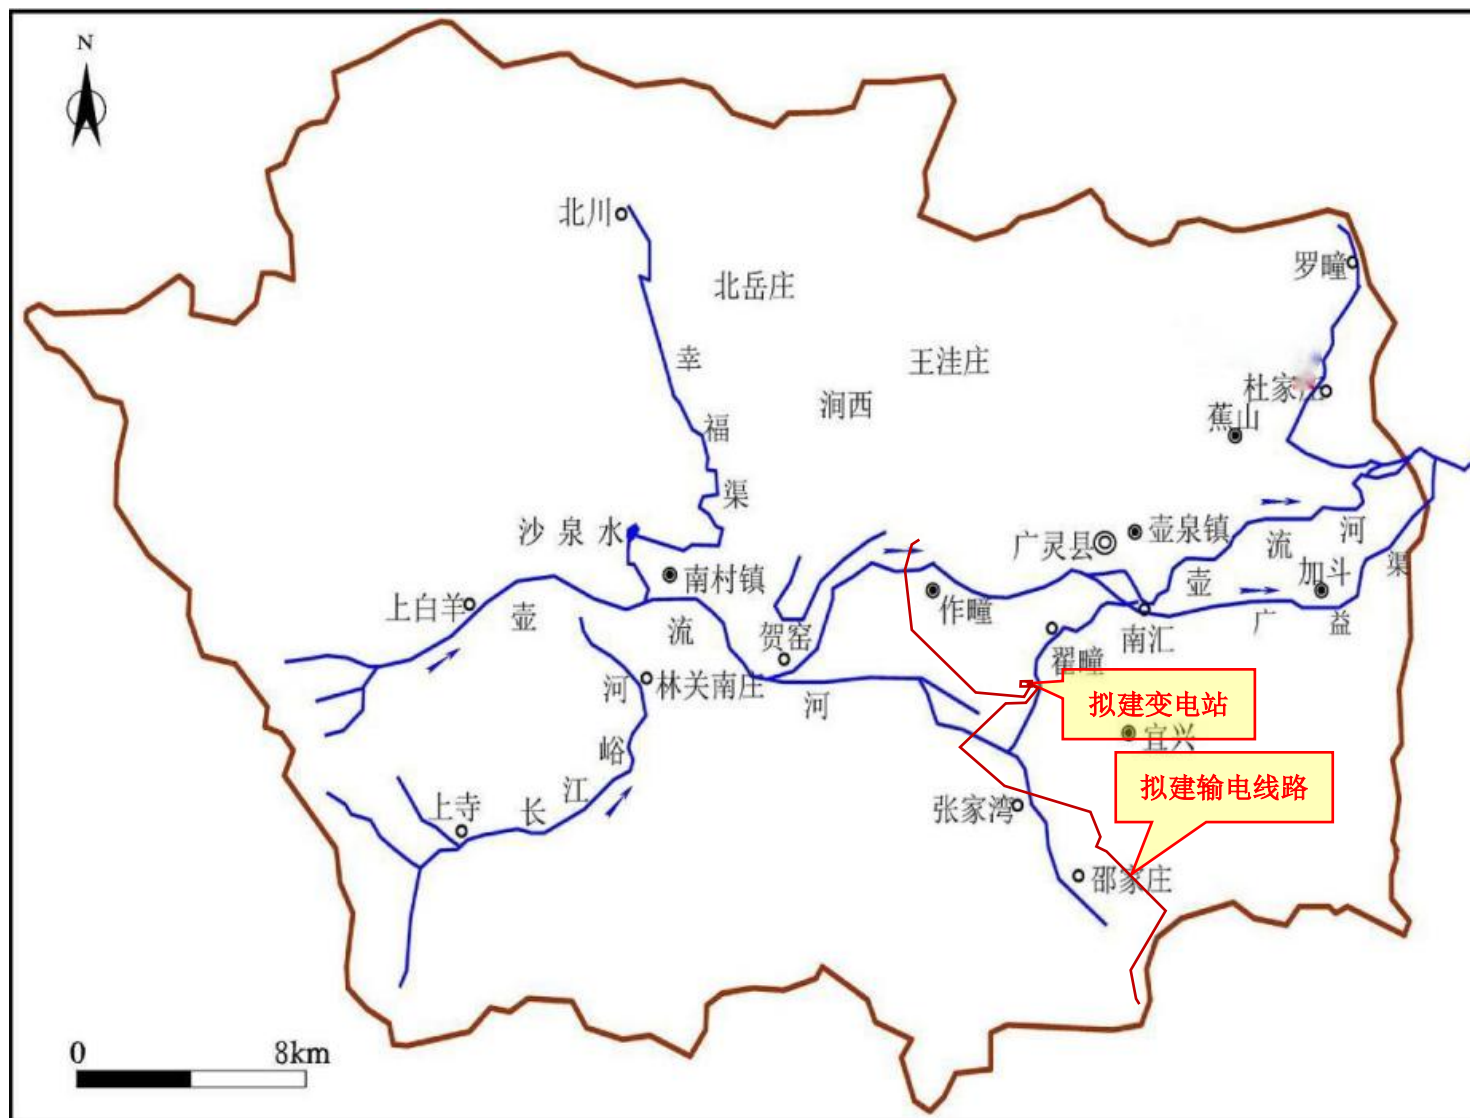 N
北川
罗疃
北岳庄
幸
王洼庄
涧西
杜家庄
蕉山
福
渠
沙泉水
广灵县
壶泉镇
流
河
渠
南村镇
上白羊
壶
流
作疃
壶
加斗
贺窑
翟疃
南汇
广
益
河
林关南庄
河
拟建变电站
宜兴
峪
江
长
上寺
张家湾
拟建输电线路
邵家庄
0 8km